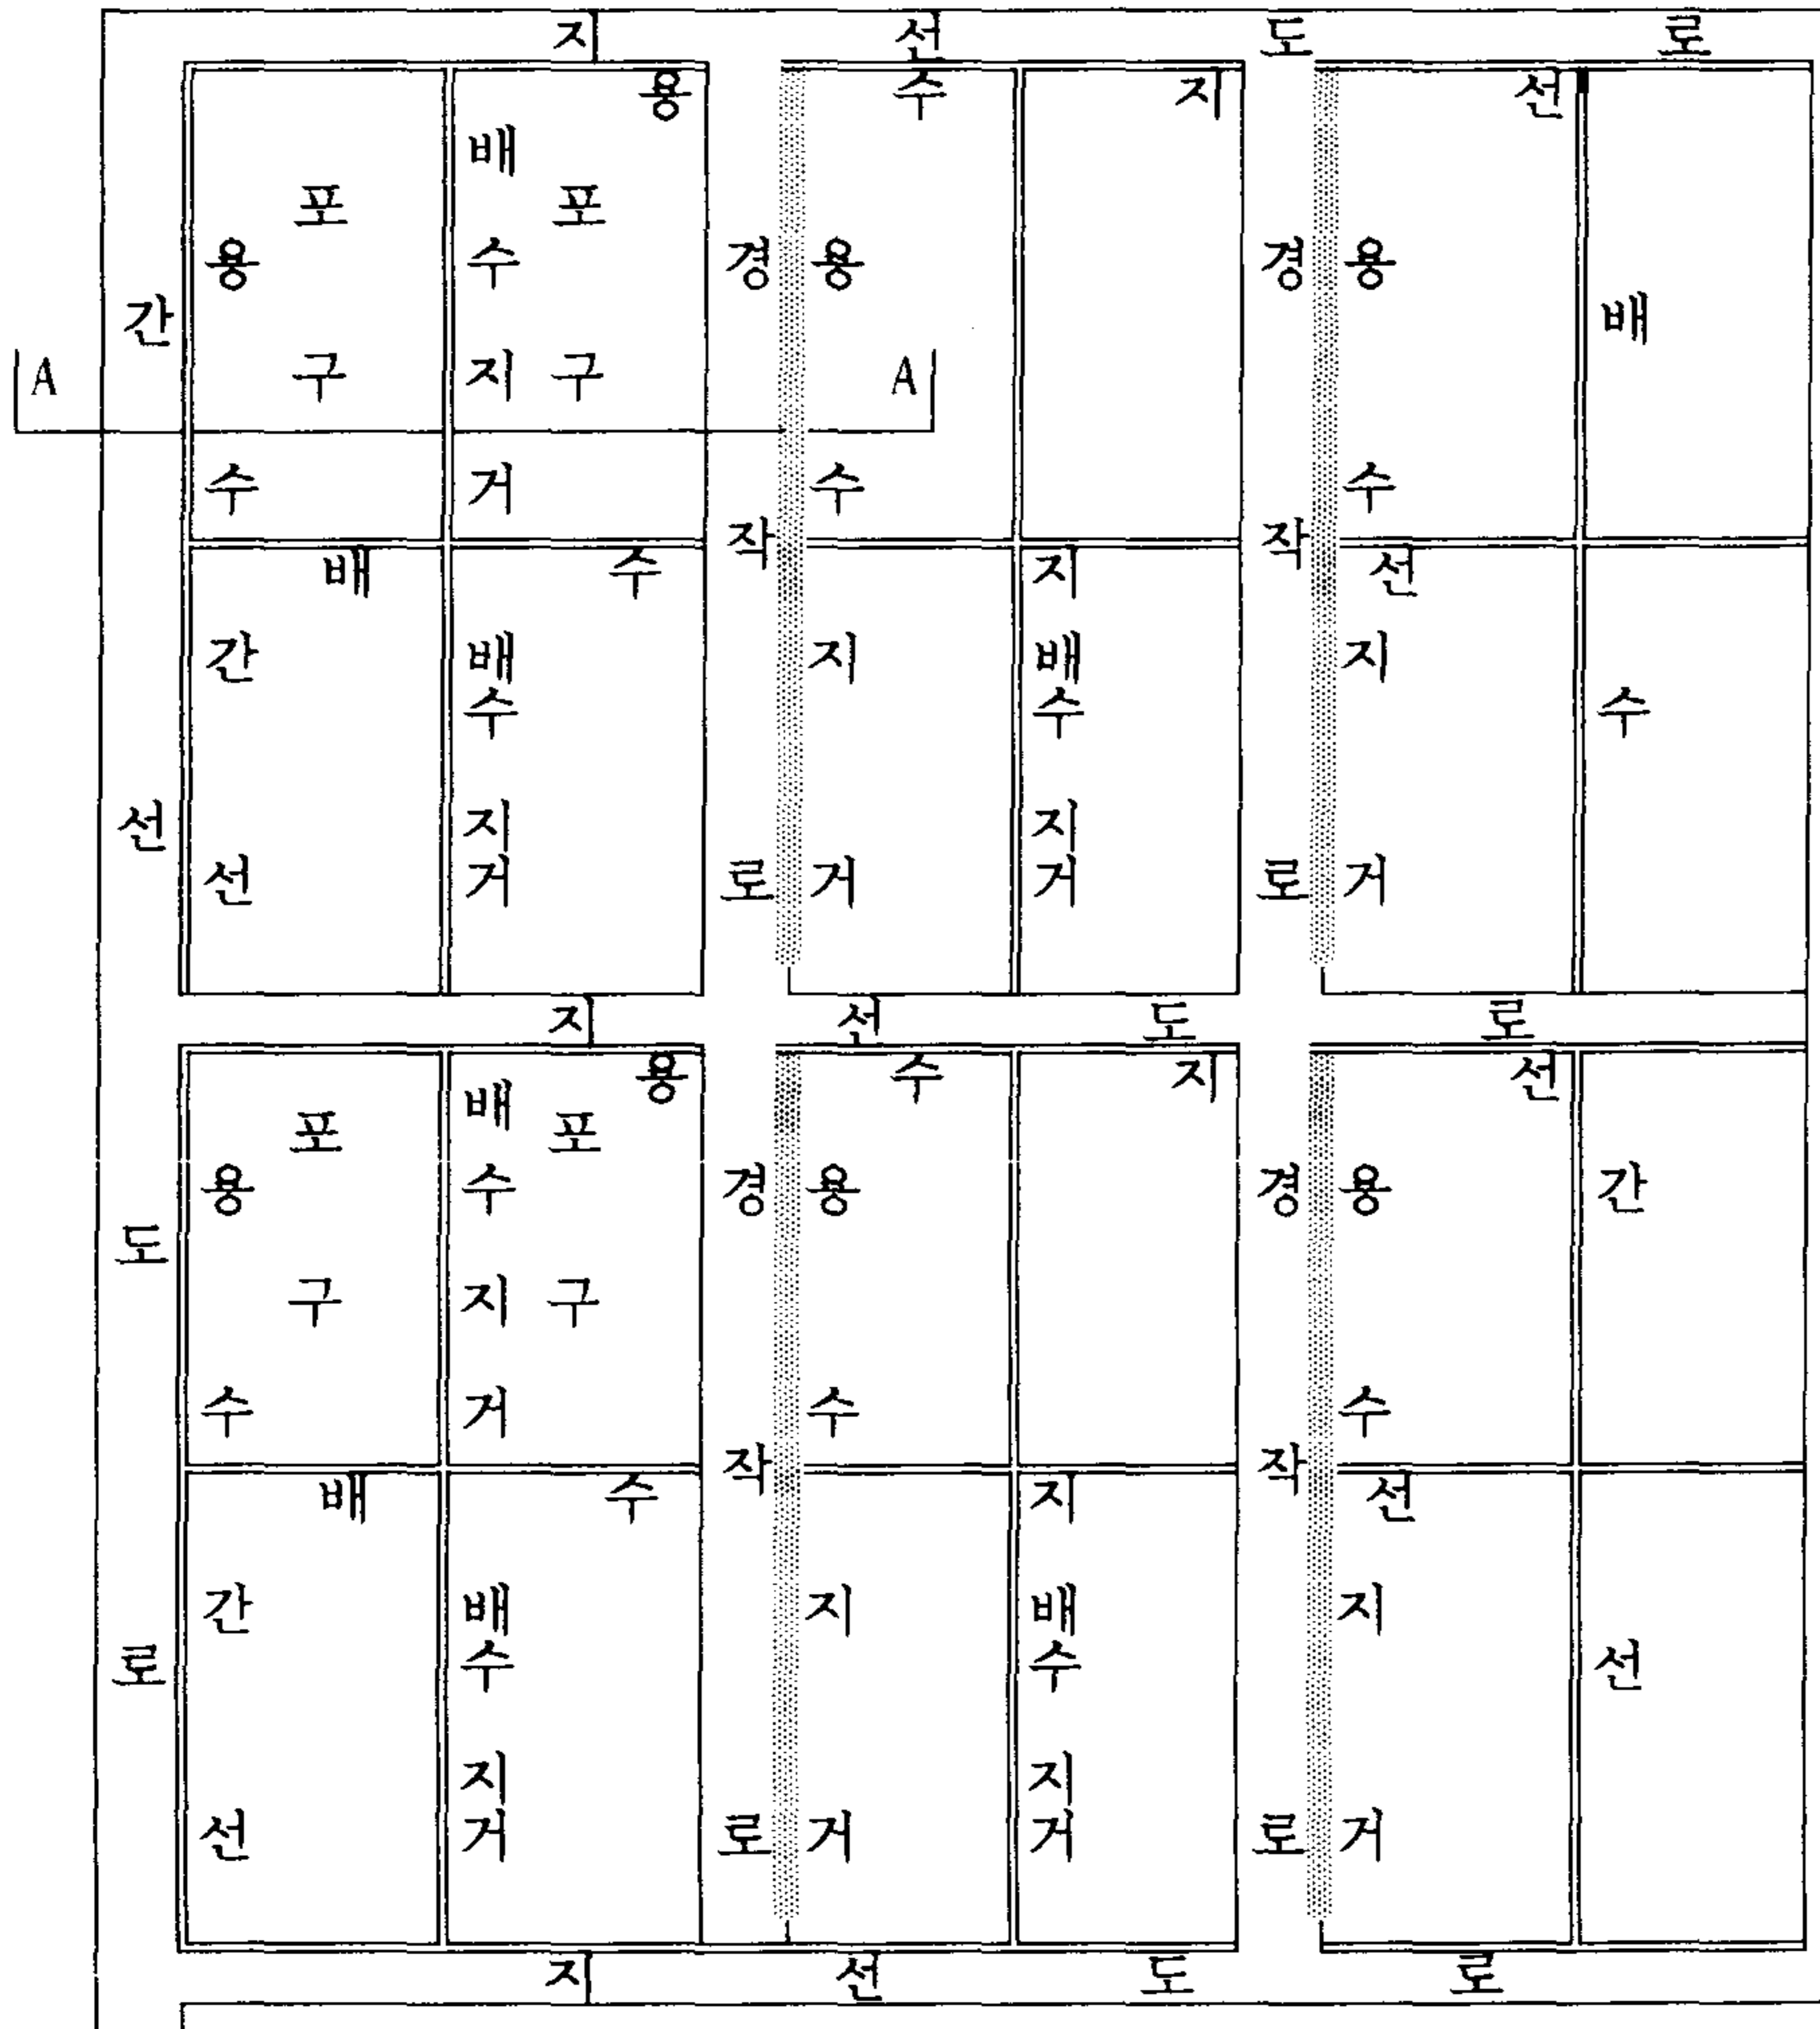 지 선 도 로
용 수 지 선
간 선 도 로
용 수 간 선
포 구
배 수 지 거
포 구
A A
경 작 로
용 수 지 거
경 작 로
용 수 지 거
배 수 간 선
배 수 지 선
배 수 지 거
배 수 지 거
지 선 도 로
용 수 지 선
용 수 간 선
포 구
배 수 지 거
포 구
경 작 로
용 수 지 거
경 작 로
용 수 지 거
배 수 지 선
배 수 지 거
배 수 지 거
지 선 도 로